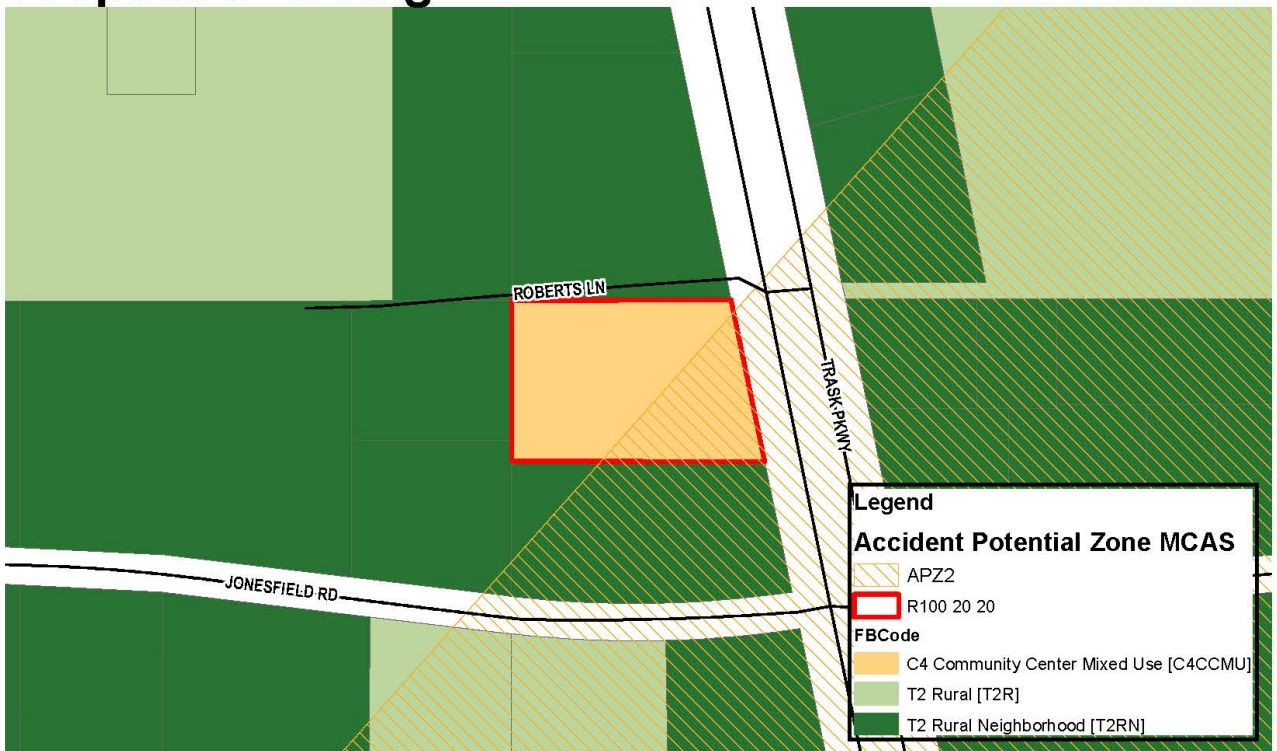 ROBERTS LN
TRASK PKWY
JONESFIELD RD
Legend
Accident Potential Zone MCAS
APZ2
R100 20 20
FBCode
C4 Community Center Mixed Use [C4CCMU]
T2 Rural [T2R]
T2 Rural Neighborhood [T2RN]